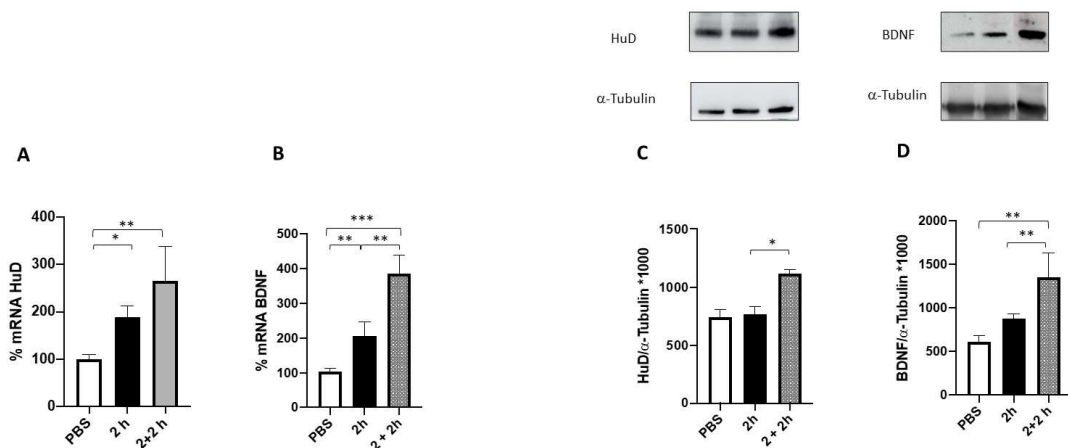 HuD
BDNF
α-Tubulin
α-Tubulin
A
B
C
D
% mRNA HuD
400
300
200
100
0
**
*
PBS
2 h
2+2 h
% mRNA BDNF
500
400
300
200
100
0
***
** **
PBS
2h
2 + 2h
HuD/α-Tubulin *1000
1500
1000
500
0
*
PBS
2h
2 + 2h
BDNF/α-Tubulin *1000
2000
1500
1000
500
0
**
**
PBS
2h
2+2 h